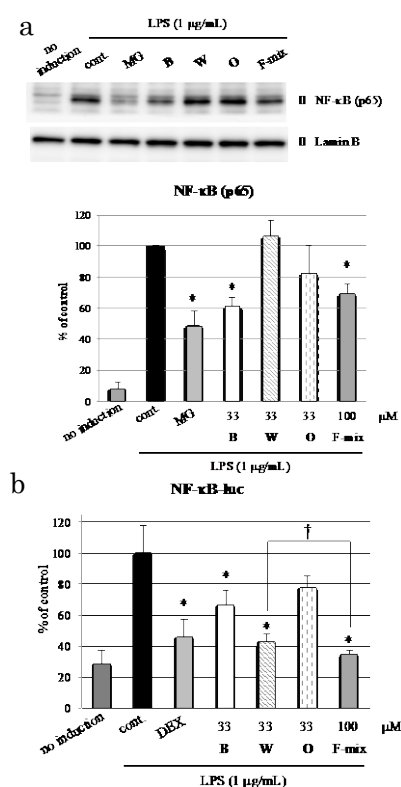 a
LPS (1 μg/mL)
no induction cont. MG B W O F-mix
NF-κB (p65)
Lamin B
NF-κB (p65)
% of control
120
100
80
60
40
20
0
* * *
no induction cont. MG 33 33 33 100 μM
B W O F-mix
LPS (1 μg/mL)
b
NF-κB-luc
% of control
120
100
80
60
40
20
0
* * * † *
no induction cont. DEX 33 33 33 100 μM
B W O F-mix
LPS (1 μg/mL)